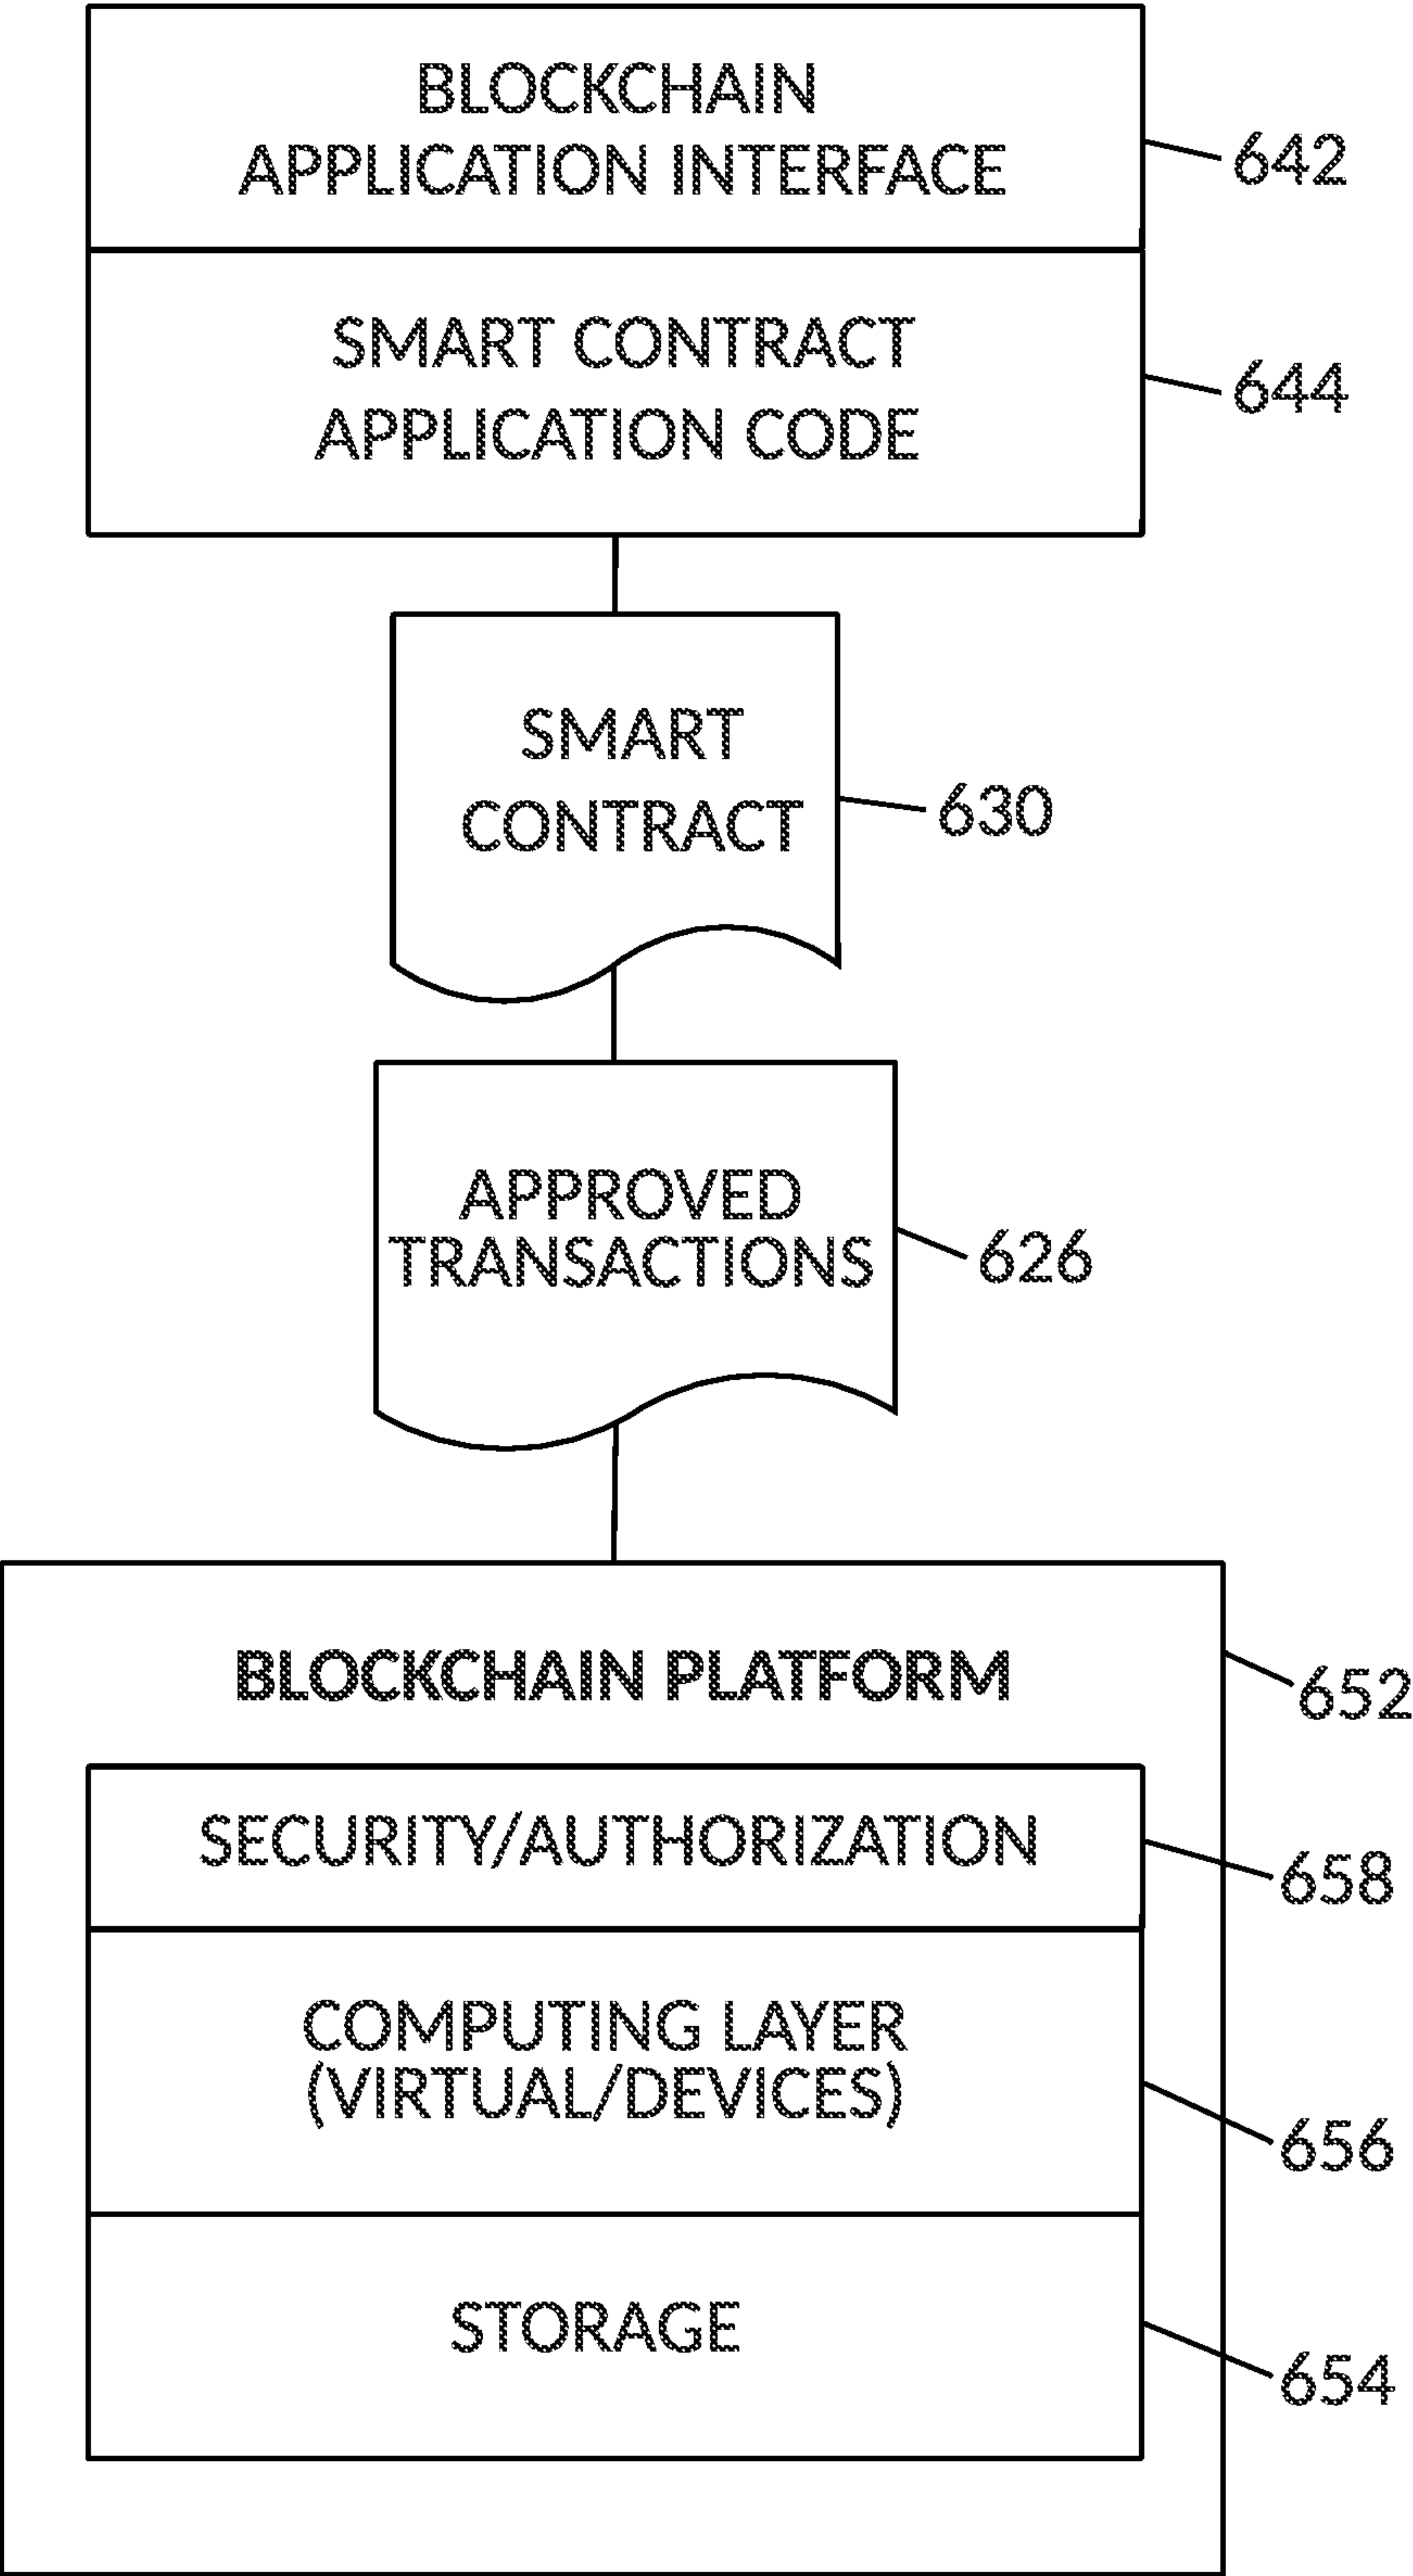 BLOCKCHAIN
APPLICATION INTERFACE
642
SMART CONTRACT
APPLICATION CODE
644
SMART
CONTRACT
630
APPROVED
TRANSACTIONS
626
BLOCKCHAIN PLATFORM
652
SECURITY/AUTHORIZATION
658
COMPUTING LAYER
(VIRTUAL/DEVICES)
656
STORAGE
654